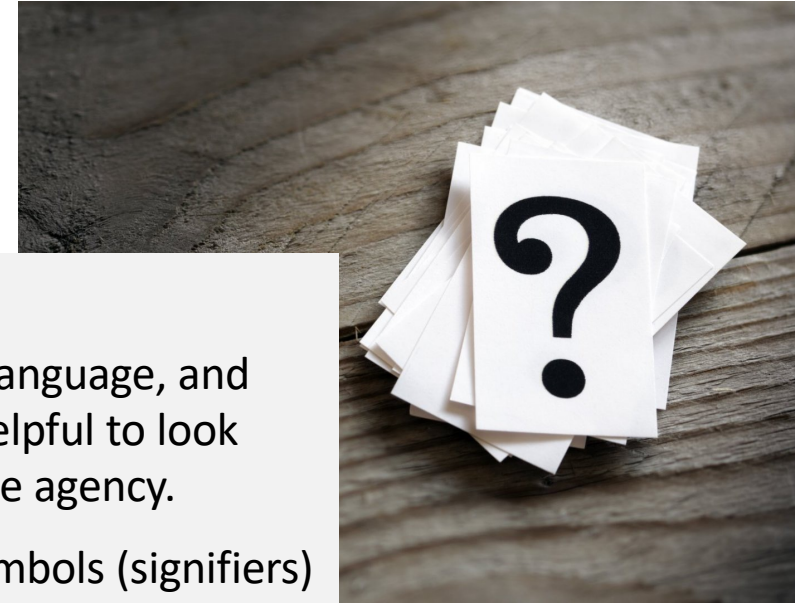 ?
anguage, and
elpful to look
e agency.
mbols (signifiers)